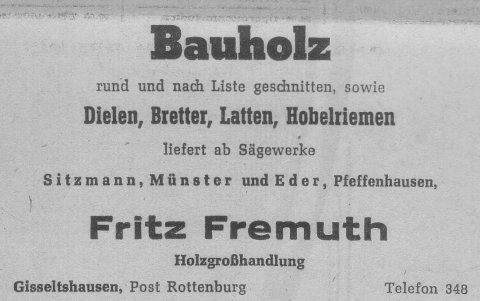 Bauholz
rund und nach Liste geschnitten, sowie
Dielen, Bretter, Latten, Hobelriemen
liefert ab Sägewerke
Sitzmann, Münster und Eder, Pfeffenhausen,
Fritz Fremuth
Holzgroßhandlung
Gisseltshausen, Post Rottenburg Telefon 348